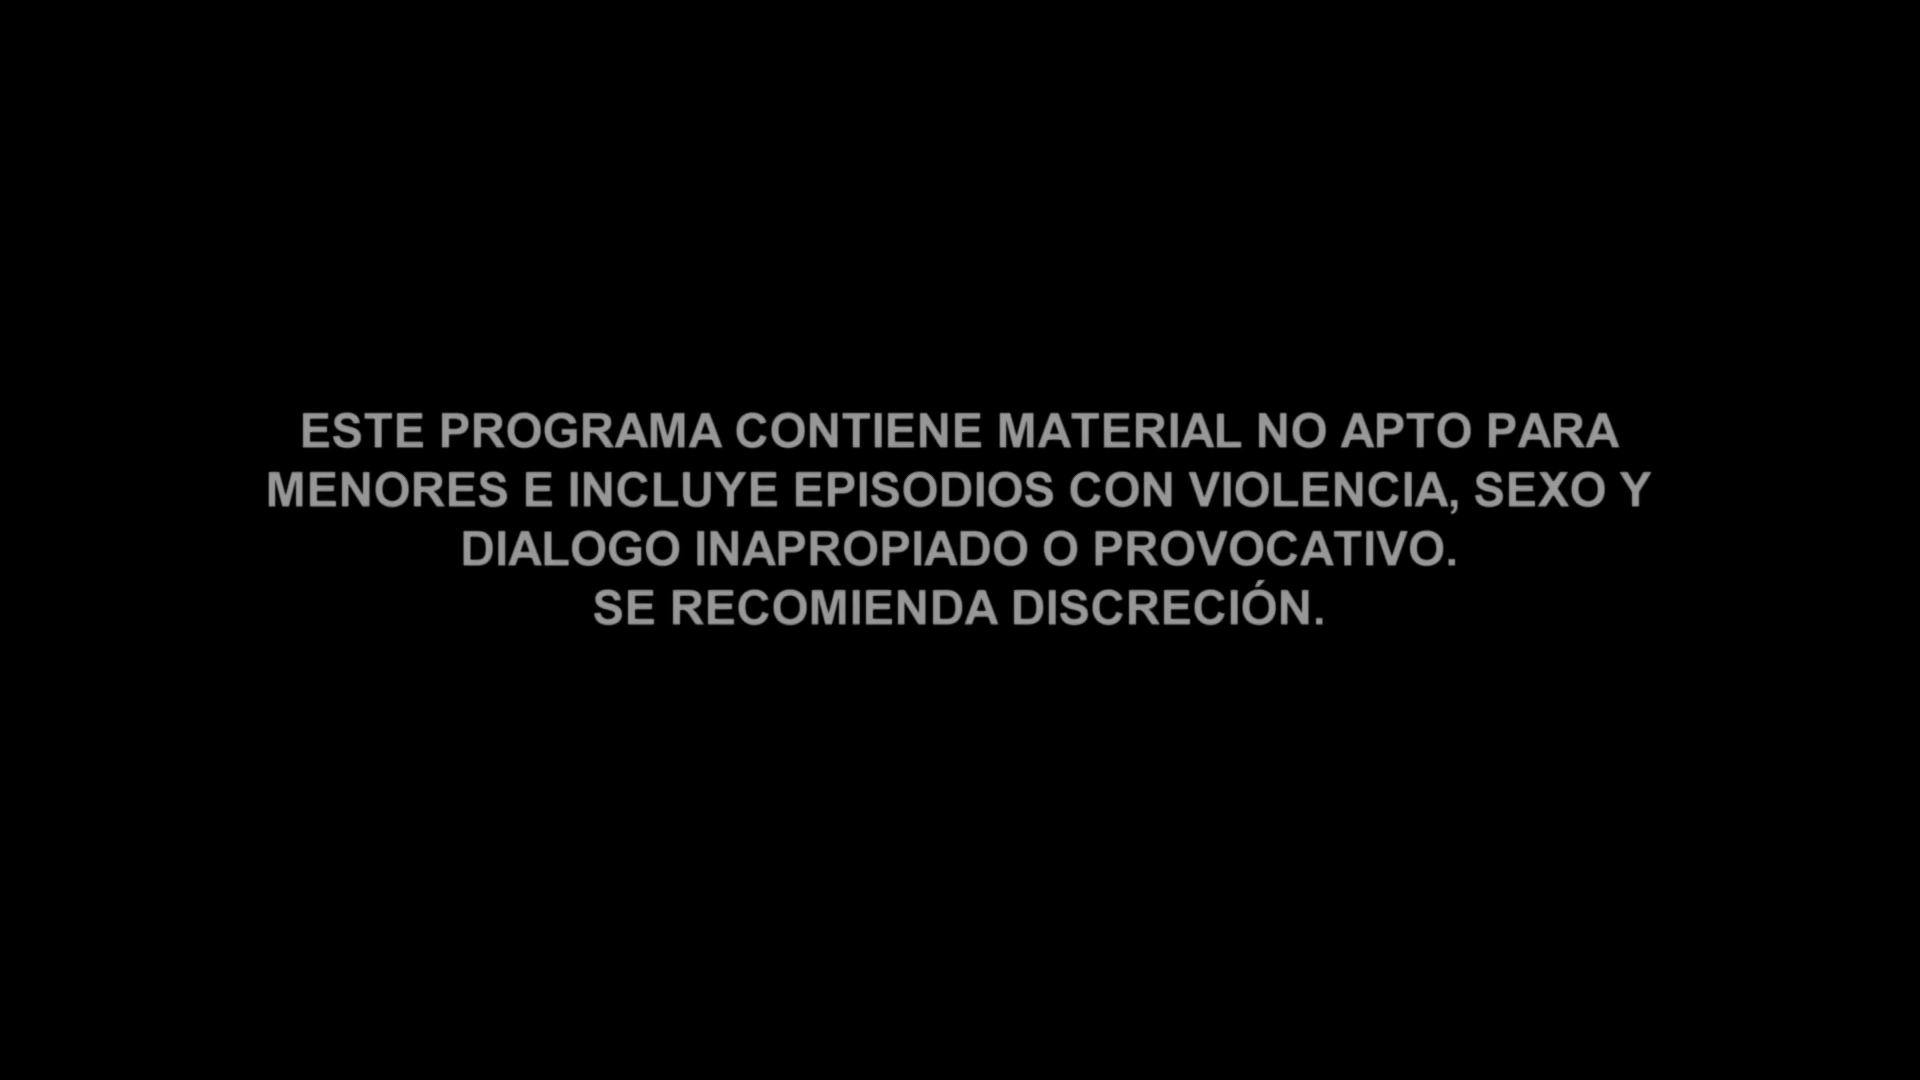 ESTE PROGRAMA CONTIENE MATERIAL NO APTO PARA
MENORES E INCLUYE EPISODIOS CON VIOLENCIA, SEXO Y
DIALOGO INAPROPIADO O PROVOCATIVO.
SE RECOMIENDA DISCRECIÓN.